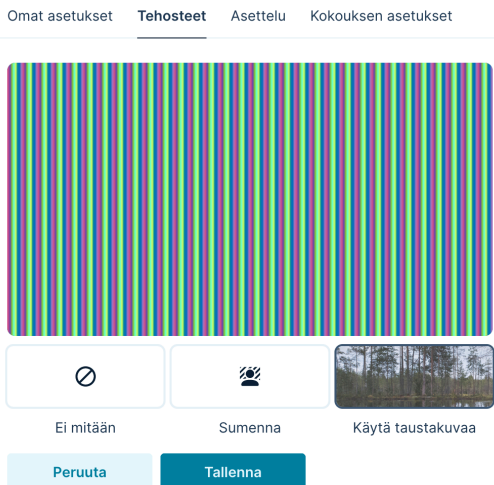 Omat asetukset Tehosteet Asettelu Kokouksen asetukset
Ei mitään Sumenna Käytä taustakuvaa
Peruuta Tallenna